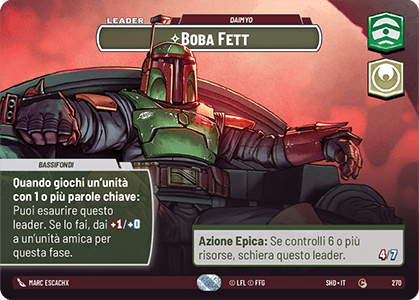 LEADER
DAIMYO
✧BOBA FETT
BASSIFONDI
Quando giochi un'unità
con 1 o più parole chiave:
Puoi esaurire questo
leader. Se lo fai, dai +1/+0
a un'unità amica per
questa fase.
Azione Epica: Se controlli 6 o più
risorse, schiera questo leader.
4/7
MARC ESCACHX
© LFL © FFG
SHD • IT
270